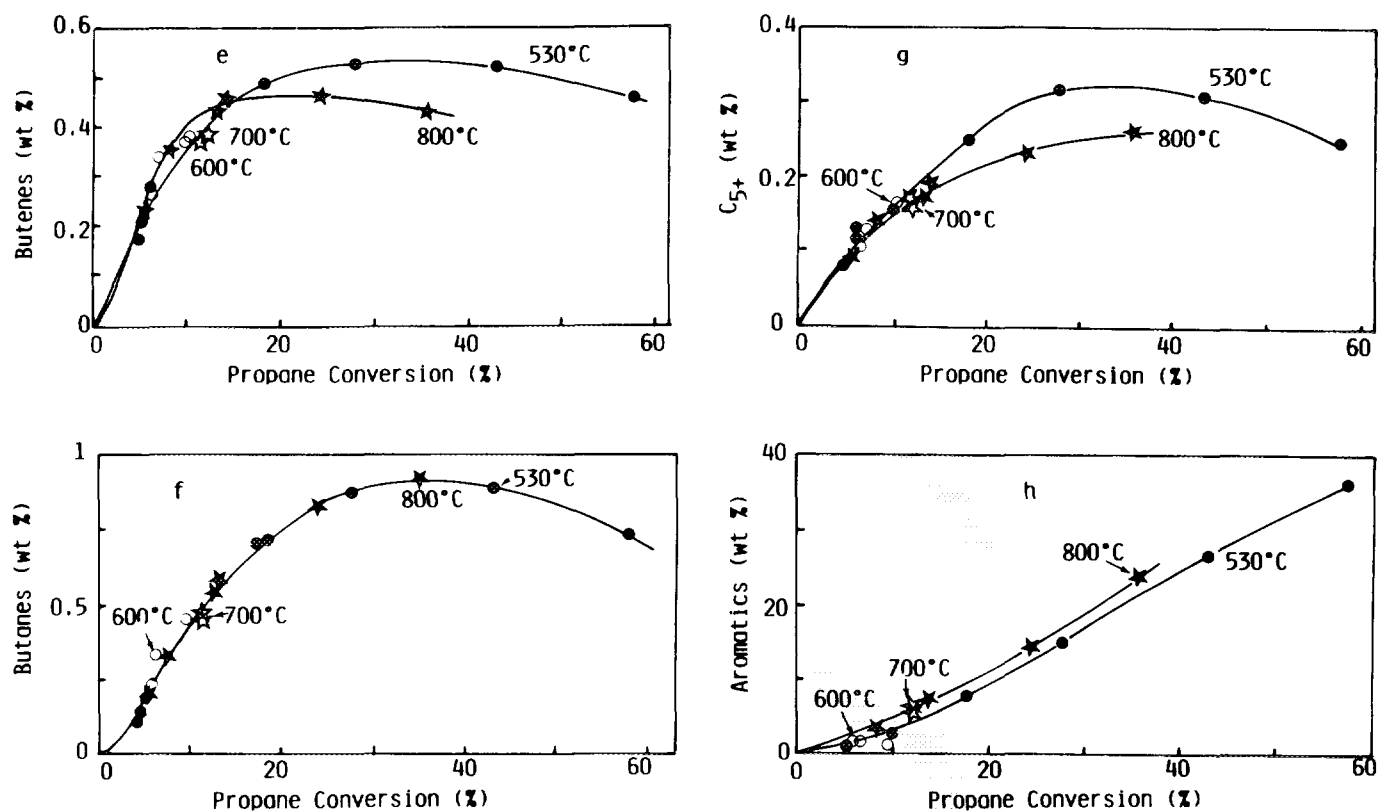 0.6
e
530°C
Butenes (wt %)
0.4
700°C
800°C
600°C
0.2
0
0
20
40
60
Propane Conversion (%)
0.4
g
530°C
C5+ (wt %)
800°C
600°C
0.2
700°C
0
0
20
40
60
Propane Conversion (%)
1
f
530°C
800°C
Butanes (wt %)
0.5
600°C
700°C
0
0
20
40
60
Propane Conversion (%)
40
h
800°C
530°C
Aromatics (wt %)
20
700°C
600°C
0
0
20
40
60
Propane Conversion (%)